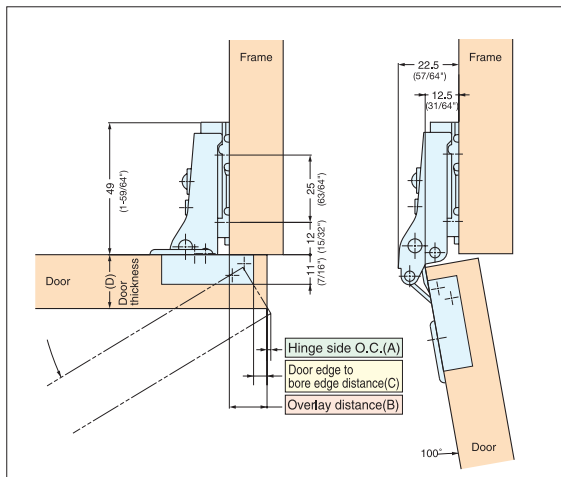 Frame
49
(1-59/64")
25
(63/64")
12
(15/32")
11
(7/16")
Door
(D)
Door
thickness
Hinge side O.C.(A)
Door edge to
bore edge distance(C)
Overlay distance(B)
22.5
(57/64")
12.5
(31/64")
Frame
100°
Door